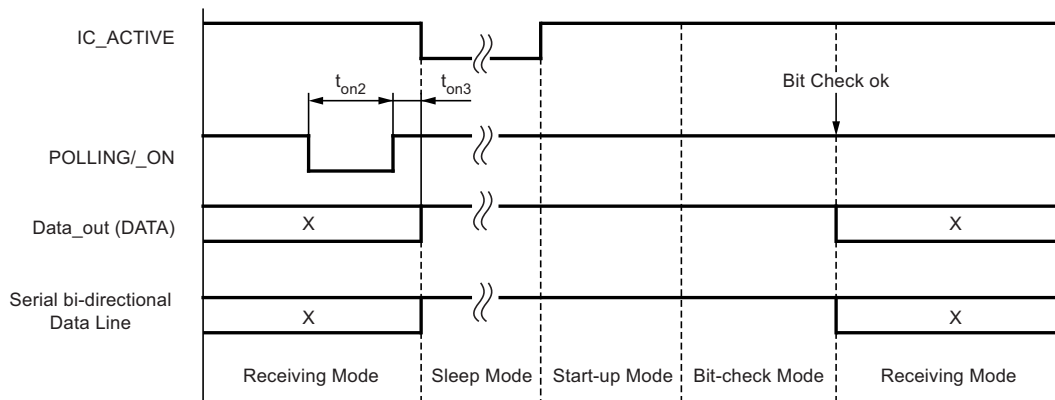 IC_ACTIVE
ton2
ton3
Bit Check ok
POLLING/_ON
Data_out (DATA)
X
X
Serial bi-directional
Data Line
X
X
Receiving Mode
Sleep Mode
Start-up Mode
Bit-check Mode
Receiving Mode